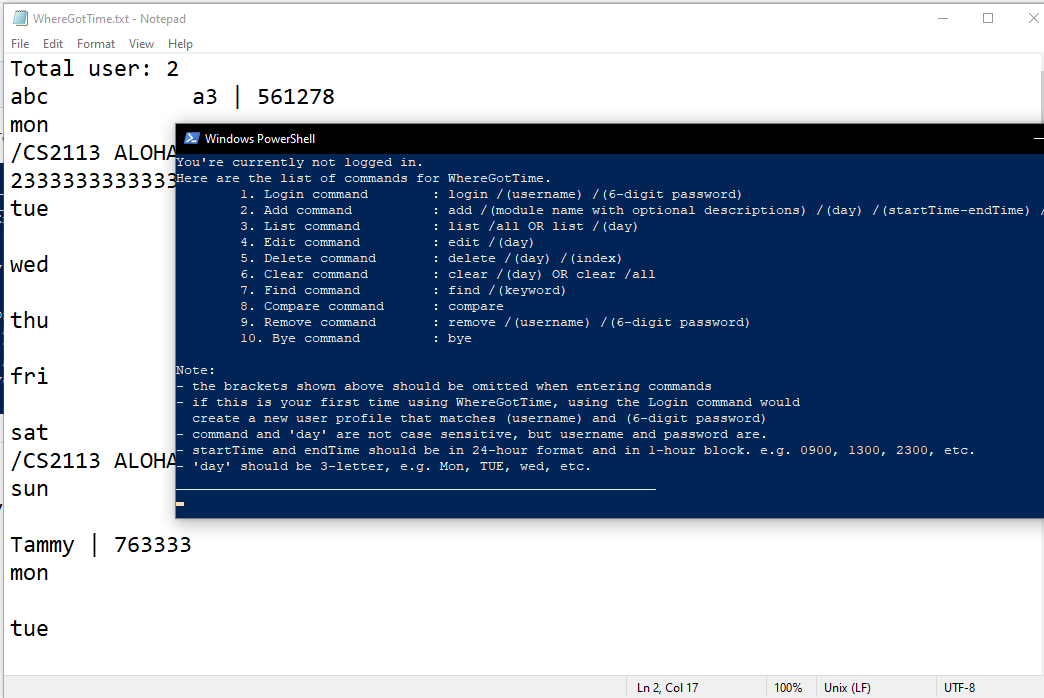 WhereGotTime.txt - Notepad
File Edit Format View Help
Total user: 2
abc         a3 | 561278
mon
/CS2113 ALOHA
2333333333333
tue
wed
thu
fri
sat
/CS2113 ALOHA
sun
Tammy | 763333
mon
tue
Windows PowerShell
You're currently not logged in.
Here are the list of commands for WhereGotTime.
1. Login command : login /(username) /(6-digit password)
2. Add command : add /(module name with optional descriptions) /(day) /(startTime-endTime) /
3. List command : list /all OR list /(day)
4. Edit command : edit /(day)
5. Delete command : delete /(day) /(index)
6. Clear command : clear /(day) OR clear /all
7. Find command : find /(keyword)
8. Compare command : compare
9. Remove command : remove /(username) /(6-digit password)
10. Bye command : bye
Note:
- the brackets shown above should be omitted when entering commands
- if this is your first time using WhereGotTime, using the Login command would
create a new user profile that matches (username) and (6-digit password)
- command and 'day' are not case sensitive, but username and password are.
- startTime and endTime should be in 24-hour format and in 1-hour block. e.g. 0900, 1300, 2300, etc.
- 'day' should be 3-letter, e.g. Mon, TUE, wed, etc.
Ln 2, Col 17 100% Unix (LF) UTF-8